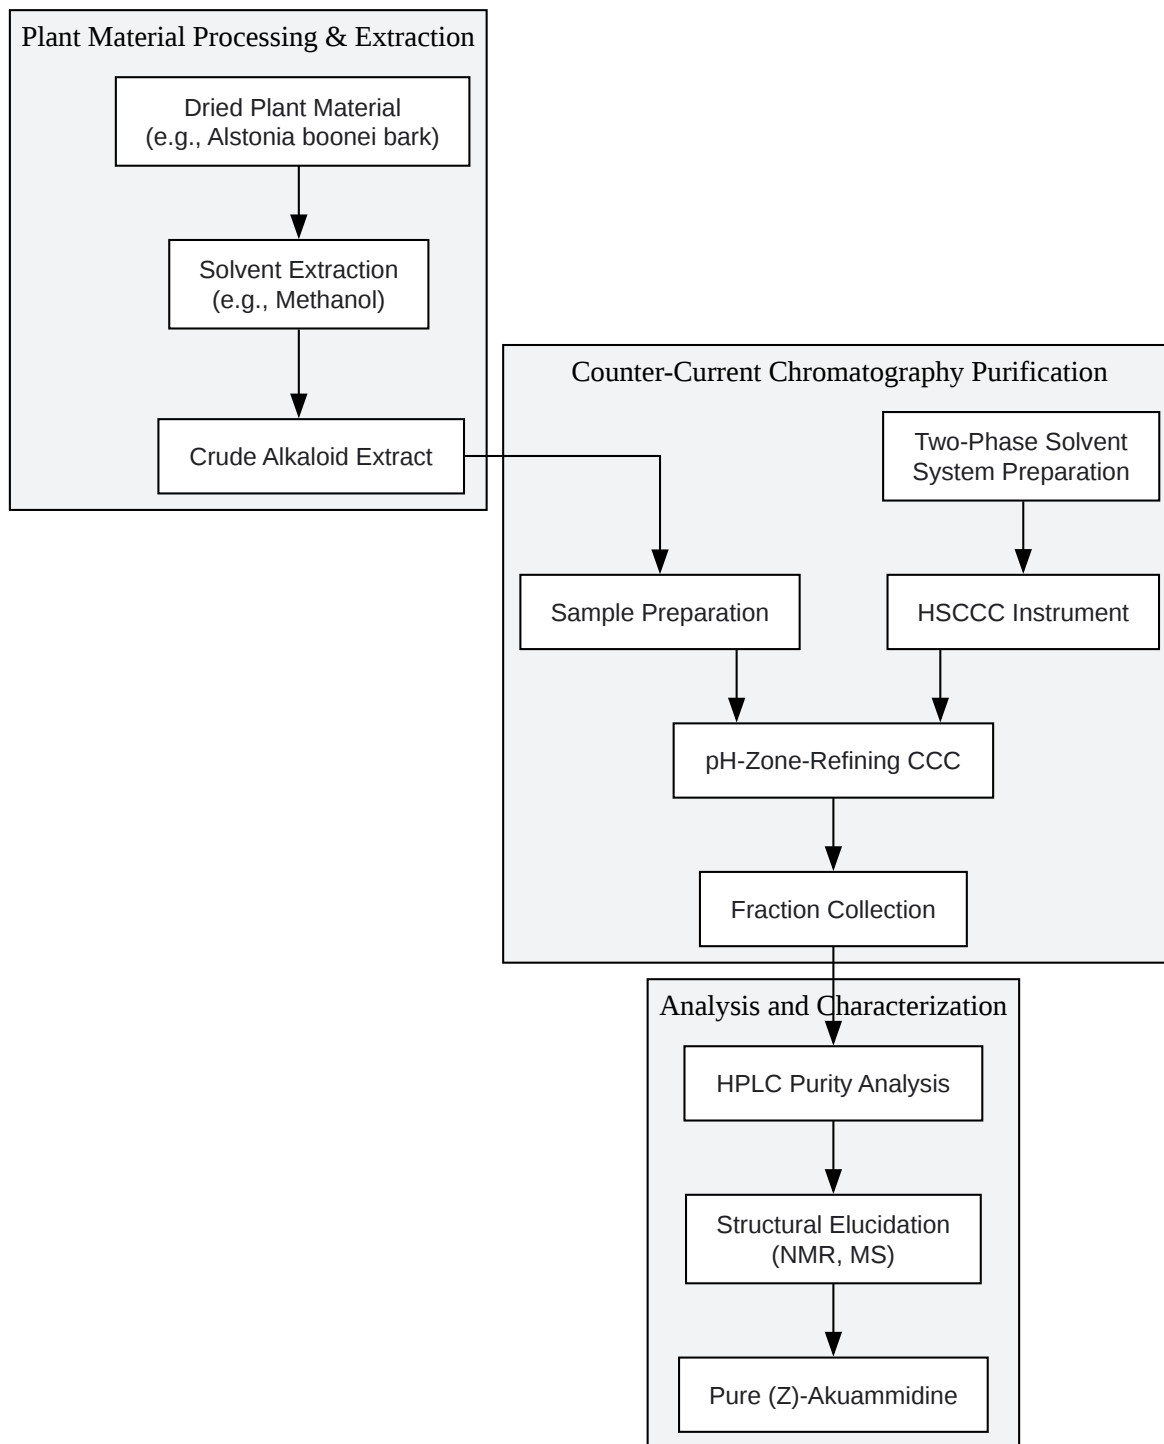 Plant Material Processing & Extraction
Dried Plant Material
(e.g., Alstonia boonei bark)
Solvent Extraction
(e.g., Methanol)
Crude Alkaloid Extract
Counter-Current Chromatography Purification
Two-Phase Solvent
System Preparation
Sample Preparation
HSCCC Instrument
pH-Zone-Refining CCC
Fraction Collection
Analysis and Characterization
HPLC Purity Analysis
Structural Elucidation
(NMR, MS)
Pure (Z)-Akuammidine